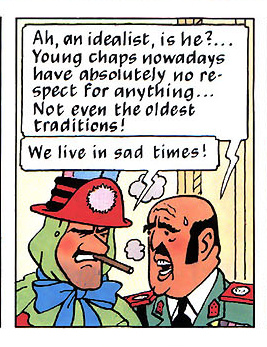 Ah, an idealist, is he?...
Young chaps nowadays
have absolutely no re-
spect for anything...
Not even the oldest
traditions!
We live in sad times!